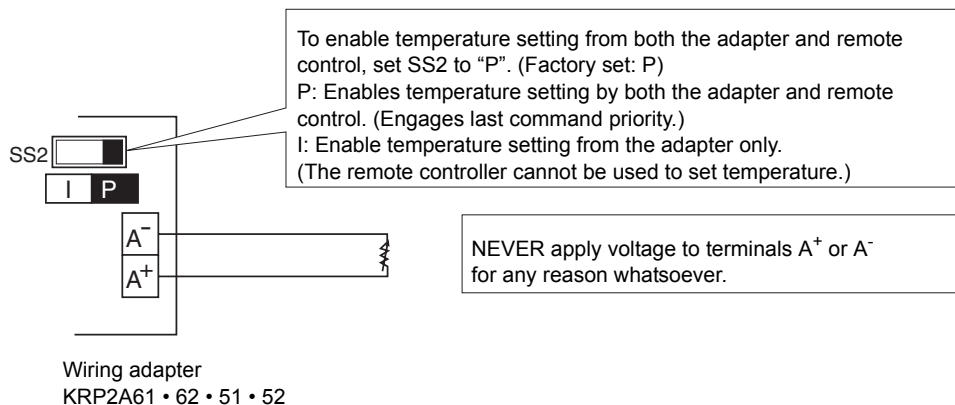 To enable temperature setting from both the adapter and remote
control, set SS2 to “P”. (Factory set: P)
P: Enables temperature setting by both the adapter and remote
control. (Engages last command priority.)
I: Enable temperature setting from the adapter only.
(The remote controller cannot be used to set temperature.)
SS2
I P
A-
A+
NEVER apply voltage to terminals A+ or A-
for any reason whatsoever.
Wiring adapter
KRP2A61 • 62 • 51 • 52